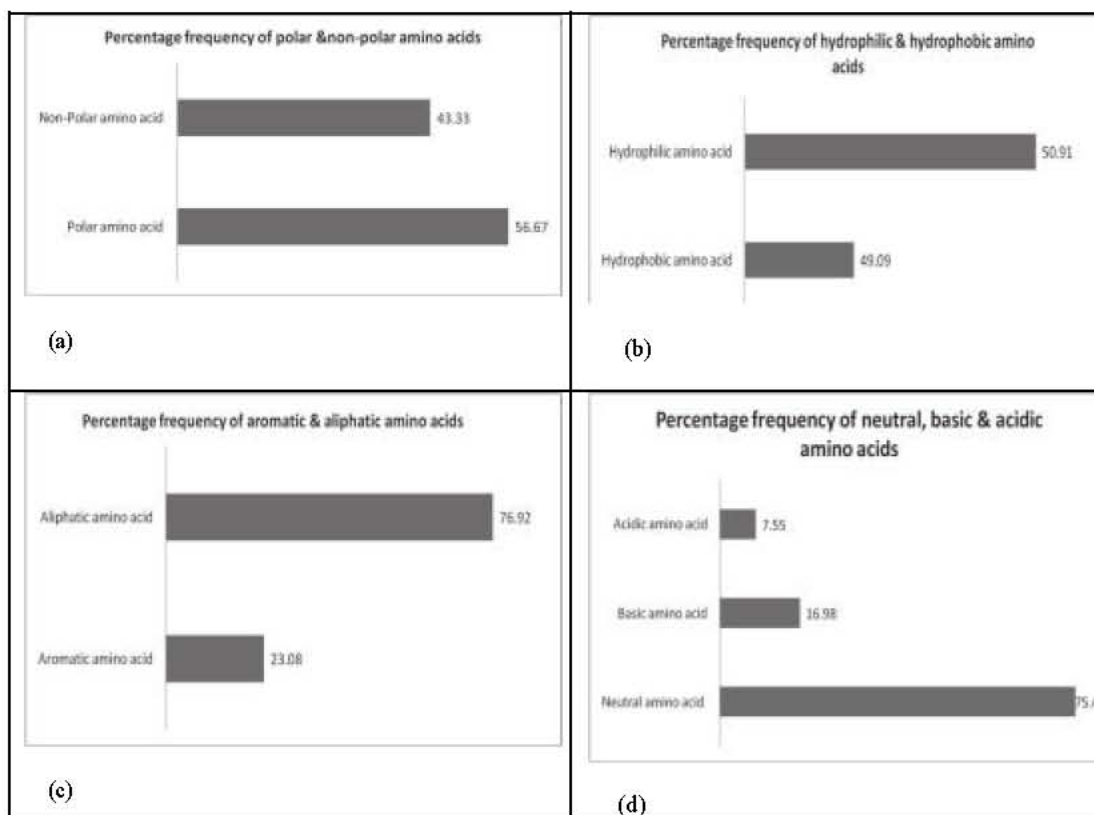 Percentage frequency of polar &non-polar amino acids
Non-Polar amino acid
43.33
Polar amino acid
56.67
(a)
Percentage frequency of hydrophilic & hydrophobic amino
acids
Hydrophilic amino acid
50.91
Hydrophobic amino acid
49.09
(b)
Percentage frequency of aromatic & aliphatic amino acids
Aliphatic amino acid
76.92
Aromatic amino acid
23.08
(c)
Percentage frequency of neutral, basic & acidic
amino acids
Acidic amino acid
7.55
Basic amino acid
16.98
Neutral amino acid
(d)